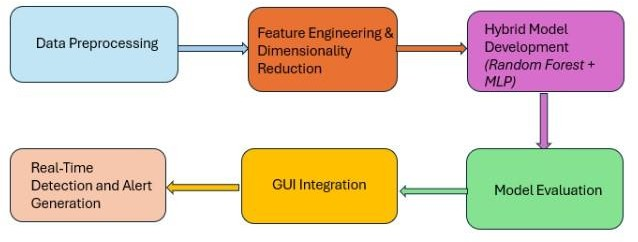 Data Preprocessing
Feature Engineering &
Dimensionality
Reduction
Hybrid Model
Development
(Random Forest +
MLP)
Real-Time
Detection and Alert
Generation
GUI Integration
Model Evaluation